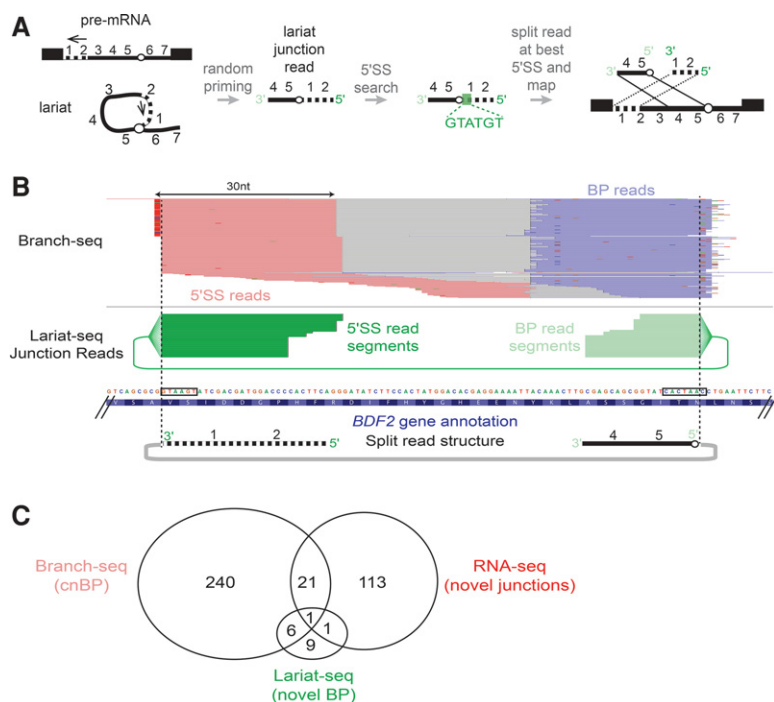 A
pre-mRNA
1 2 3 4 5 6 7
lariat
3 2
4 1
5 6 7
random
priming
lariat
junction
read
4 5 1 2
3' 5'
5'SS
search
4 5 1 2
3' 5'
GTATGT
split read
at best
5'SS and
map
5' 3'
4 5 1 2
3' 5'
1 2 3 4 5 6 7
B
30nt
BP reads
Branch-seq
5'SS reads
Lariat-seq
Junction Reads
5'SS read
segments
BP read
segments
GTCAGCGCGGTAAGTATCGACGATGGACCCCACTTCAGGGATATCTTCCACTATGGACACGAGGAAAATTACAAACTTGCGAGCAGCGGTATCACTAACCTGAATTCTTC
BDF2 gene annotation
Split read structure
3' 1 2 5'
3' 4 5 5'
C
Branch-seq
(cnBP)
240
21
113
RNA-seq
(novel junctions)
1
6
1
9
Lariat-seq
(novel BP)